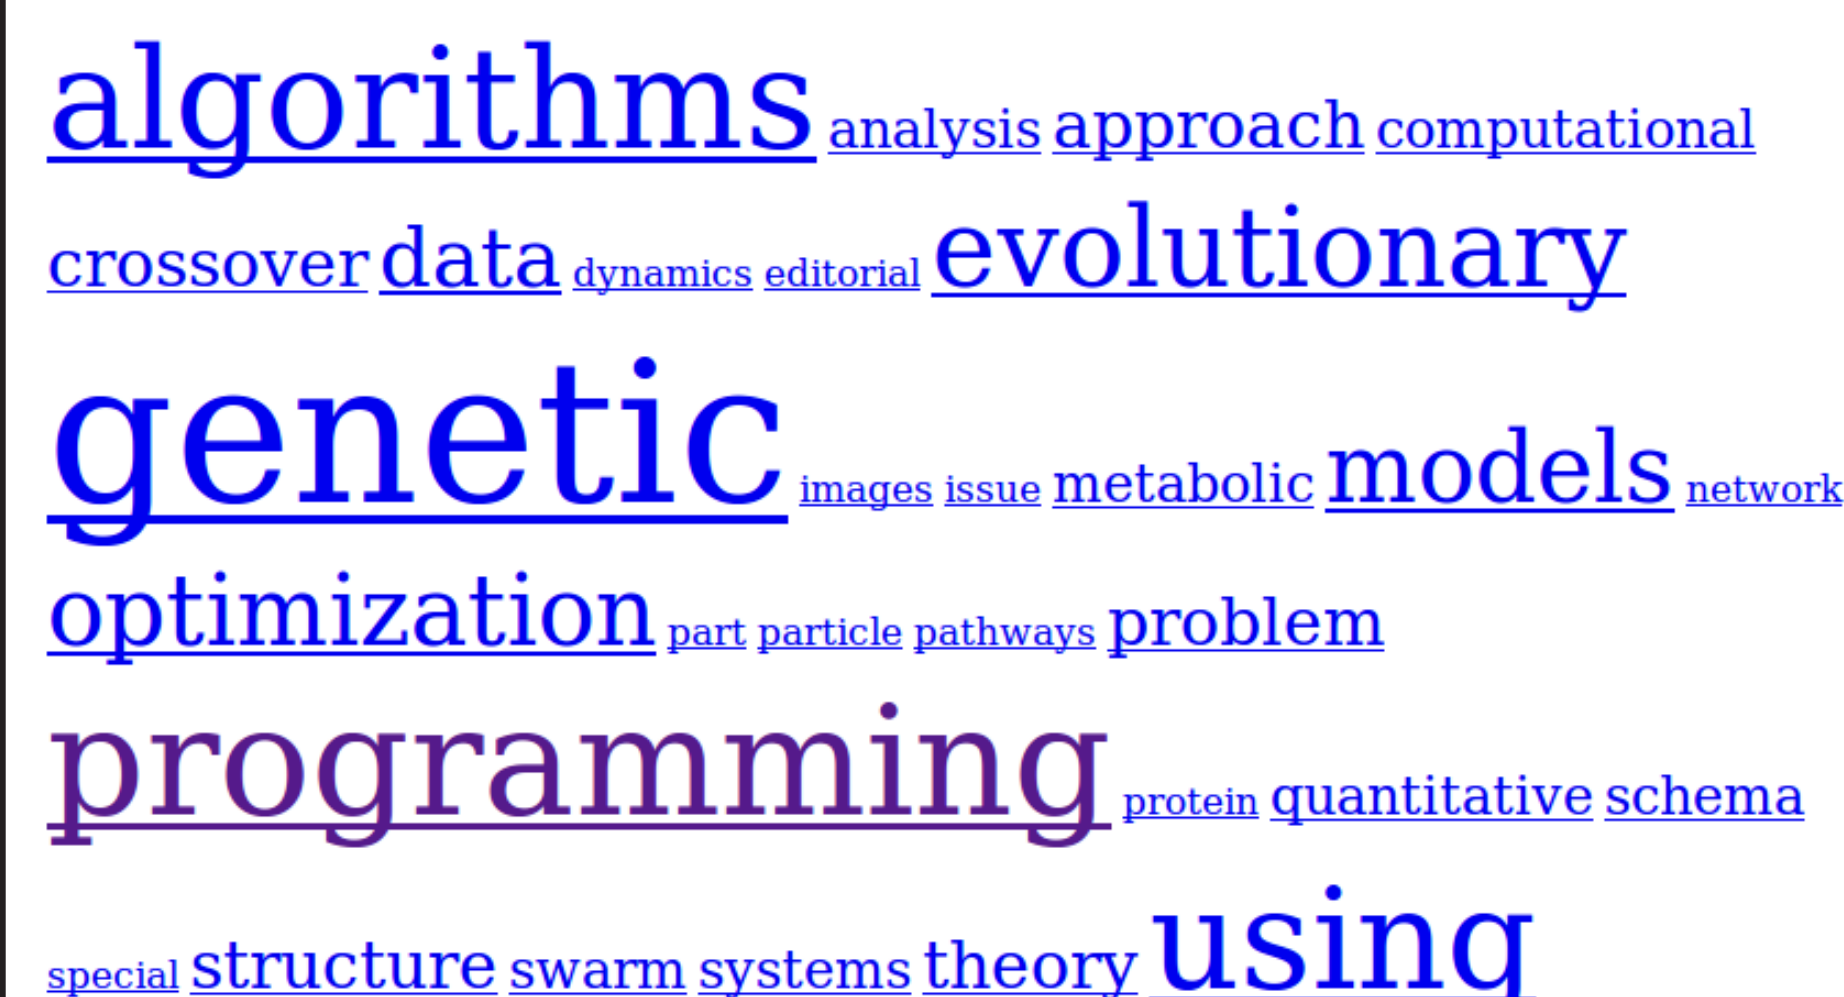 algorithms analysis approach computational
crossover data dynamics editorial evolutionary
genetic images issue metabolic models network
optimization part particle pathways problem
programming protein quantitative schema
special structure swarm systems theory using